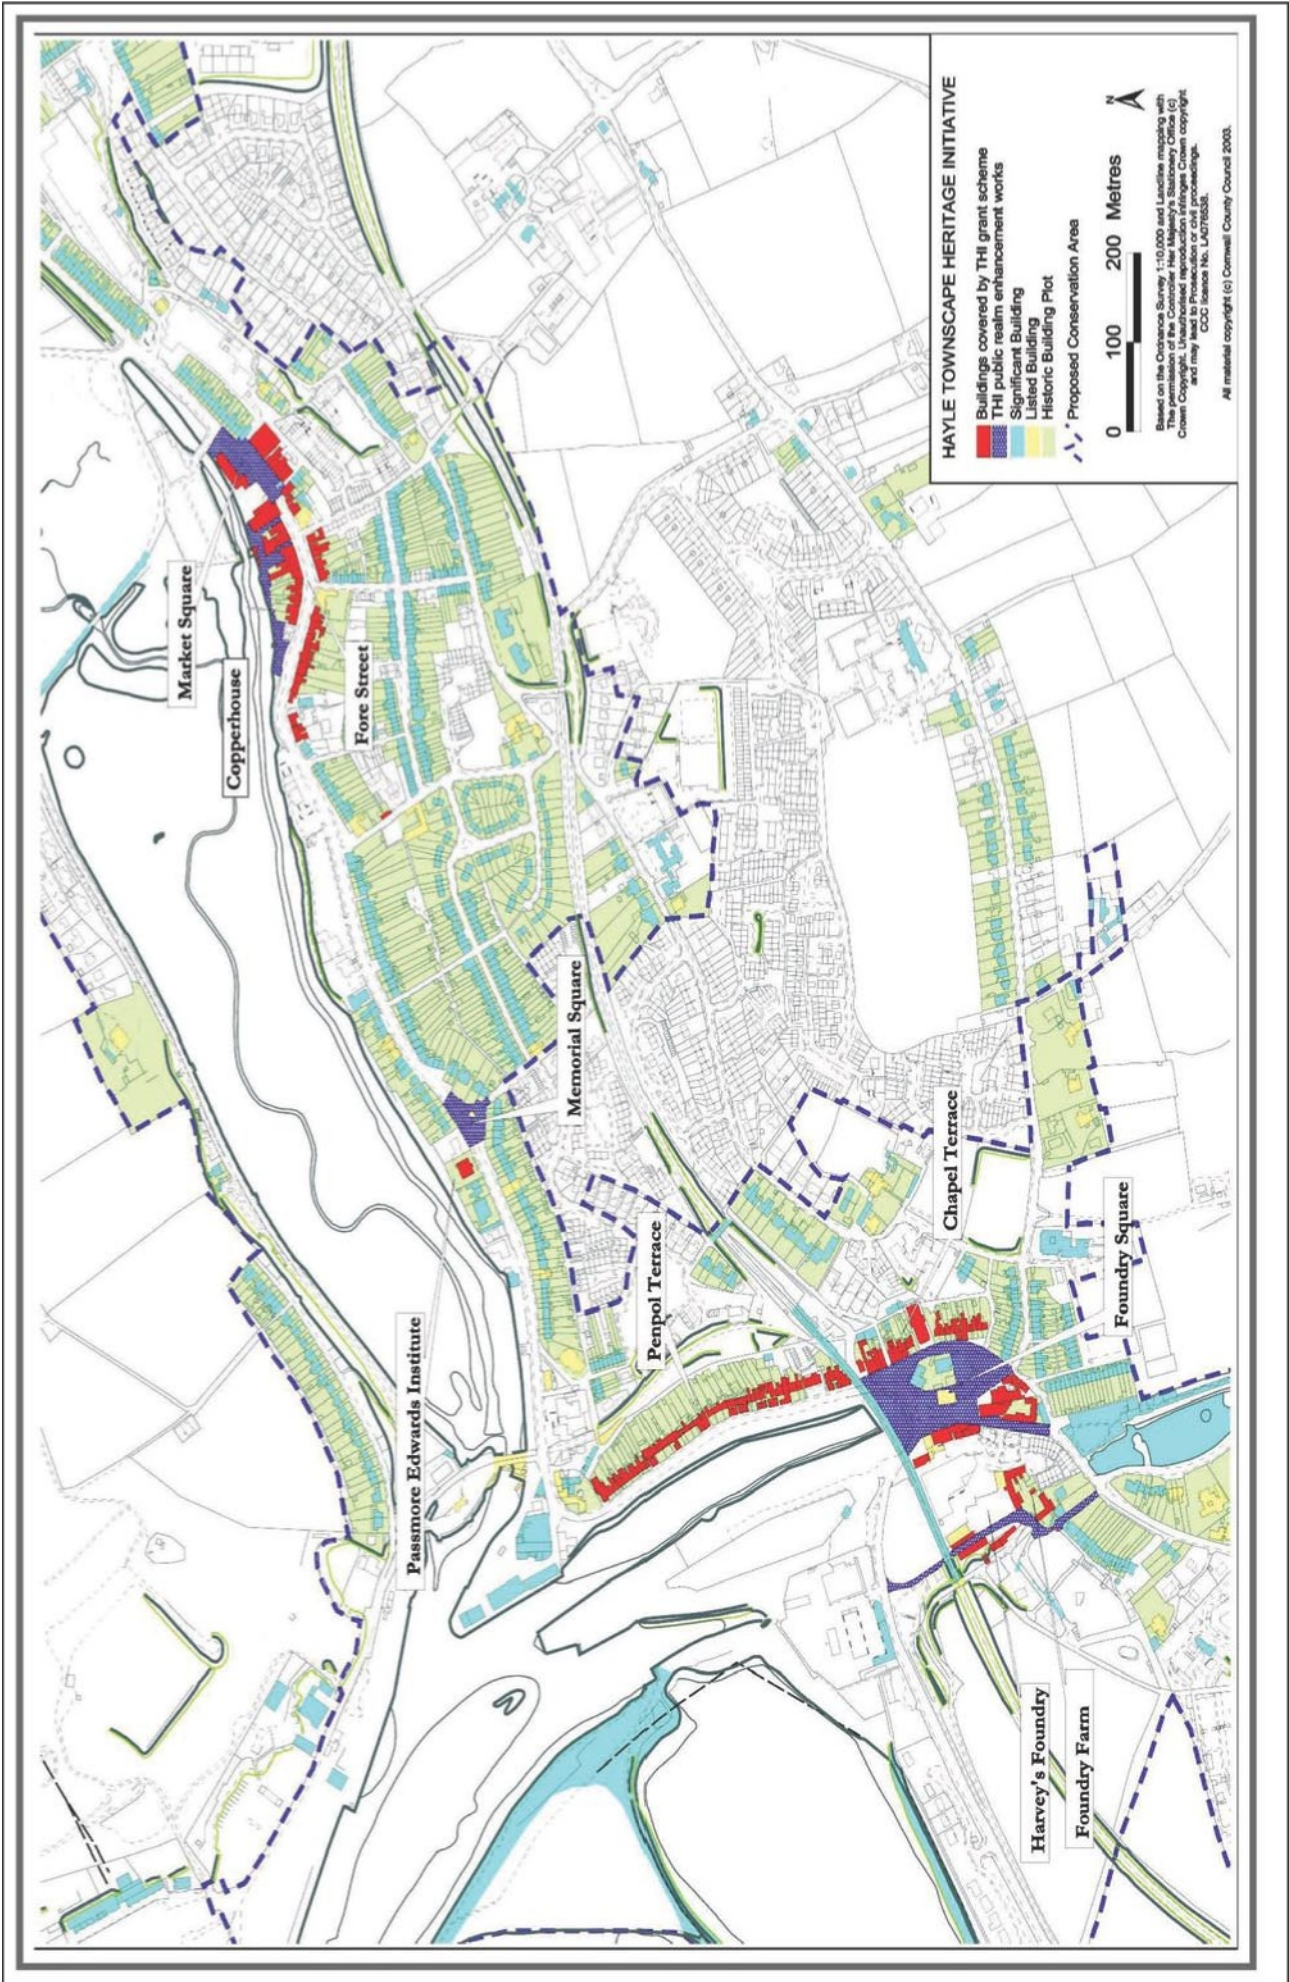 HAYLE TOWNSCAPE HERITAGE INITIATIVE
Buildings covered by THI grant scheme
THI public realm enhancement works
Significant Building
Listed Building
Historic Building Plot
Proposed Conservation Area
N
0 100 200 Metres
Based on the Ordnance Survey 1:10,000 and Landline mapping with
The permission of the Controller Her Majesty's Stationery Office (c)
Crown Copyright. Unauthorised reproduction infringes Crown copyright
and may lead to Prosecution or civil proceedings.
CCC licence No. LA076538.
All material copyright (c) Cornwall County Council 2003.
Market Square
Copperhouse
Fore Street
Memorial Square
Passmore Edwards Institute
Penpol Terrace
Chapel Terrace
Foundry Square
Harvey's Foundry
Foundry Farm